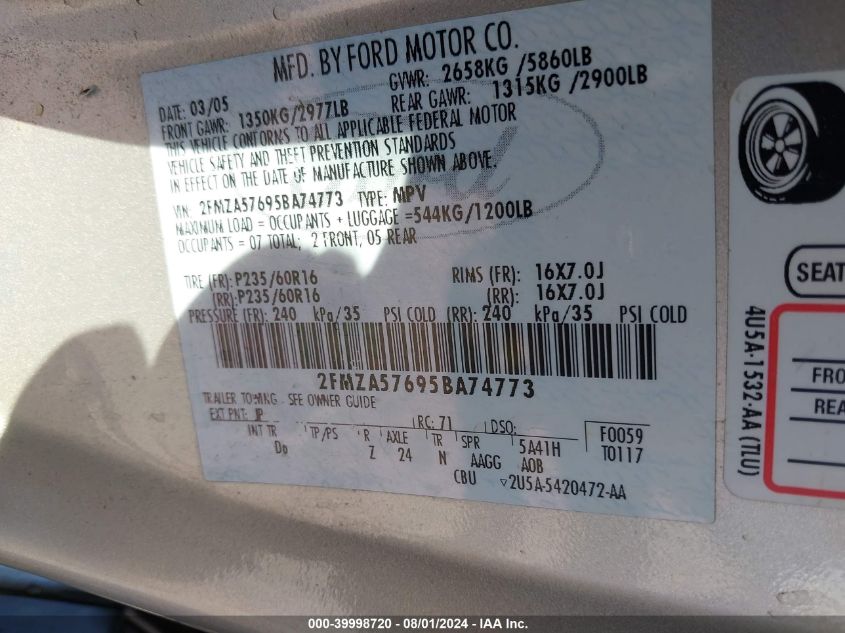 MFD. BY FORD MOTOR CO.
DATE: 03/05 GVWR: 2658KG /5860LB
FRONT GAWR: 1350KG/2977LB REAR GAWR: 1315KG /2900LB
THIS VEHICLE CONFORMS TO ALL APPLICABLE FEDERAL MOTOR
VEHICLE SAFETY AND THEFT PREVENTION STANDARDS
IN EFFECT ON THE DATE OF MANUFACTURE SHOWN ABOVE.
VIN: 2FMZA57695BA74773 TYPE: MPV
MAXIMUM LOAD = OCCUPANTS + LUGGAGE =544KG/1200LB
OCCUPANTS = 07 TOTAL; 2 FRONT, 05 REAR
TIRE (FR): P235/60R16 RIMS (FR): 16X7.0J
(RR): P235/60R16 (RR): 16X7.0J
PRESSURE (FR): 240 kPa/35 PSI COLD (RR): 240 kPa/35 PSI COLD
2FMZA57695BA74773
TRAILER TOWING - SEE OWNER GUIDE
EXT PNT: JP RC: 71 DSO: F0059
INT TR TP/PS R AXLE TR SPR 5A41H T0117
Dp Z 24 N AAGG AOB
CBU ▽2U5A-5420472-AA
SEAT
FRO
REA
4U5A-1532-AA (TLU)
000-39998720 - 08/01/2024 - IAA Inc.